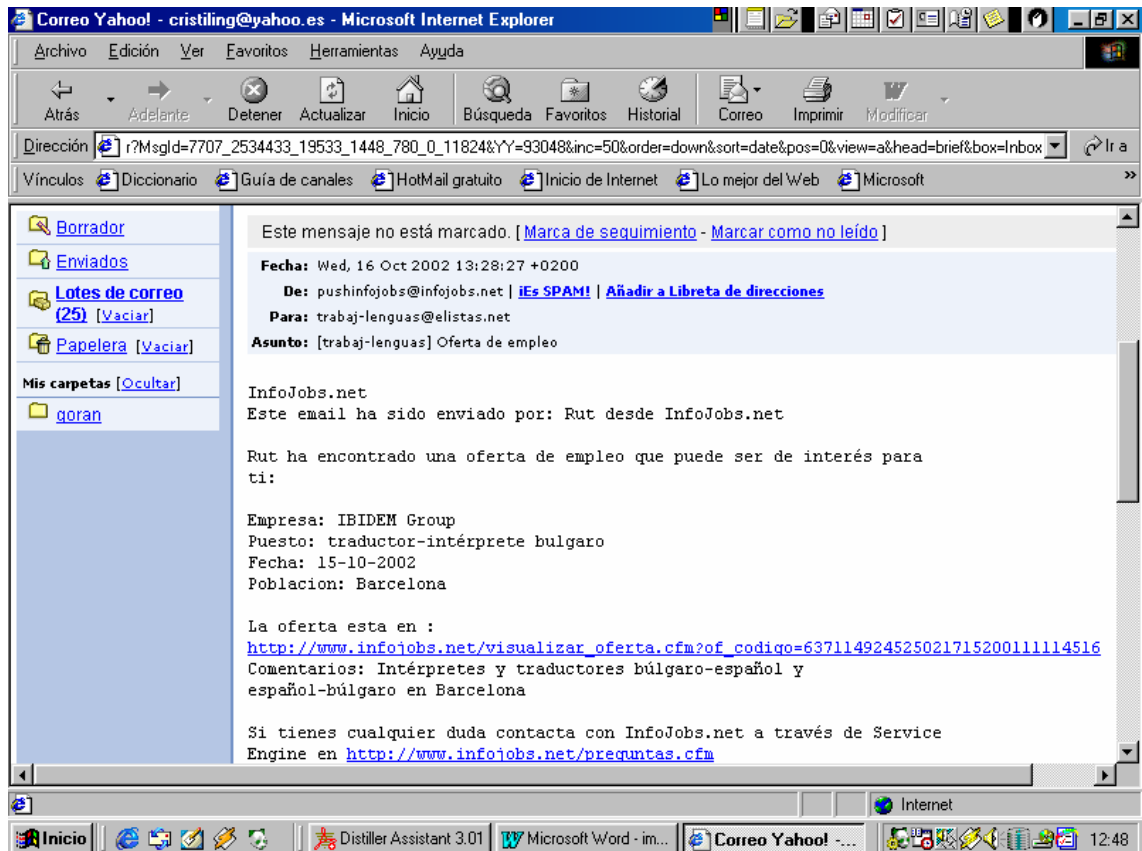 Correo Yahoo! - cristiling@yahoo.es - Microsoft Internet Explorer
Archivo Edición Ver Favoritos Herramientas Ayuda
Atrás Adelante Detener Actualizar Inicio Búsqueda Favoritos Historial Correo Imprimir Modificar
Dirección r?MsgId=7707_2534433_19533_1448_780_0_11824&YY=93048&inc=50&order=down&sort=date&pos=0&view=a&head=brief&box=Inbox Ir a
Vínculos Diccionario Guía de canales HotMail gratuito Inicio de Internet Lo mejor del Web Microsoft »
Borrador
Enviados
Lotes de correo
(25) [Vaciar]
Papelera [Vaciar]
Mis carpetas [Ocultar]
goran
Este mensaje no está marcado. [ Marca de seguimiento - Marcar como no leído ]
Fecha: Wed, 16 Oct 2002 13:28:27 +0200
De: pushinfojobs@infojobs.net | ¡Es SPAM! | Añadir a Libreta de direcciones
Para: trabaj-lenguas@elistas.net
Asunto: [trabaj-lenguas] Oferta de empleo
InfoJobs.net
Este email ha sido enviado por: Rut desde InfoJobs.net
Rut ha encontrado una oferta de empleo que puede ser de interés para
ti:
Empresa: IBIDEM Group
Puesto: traductor-intérprete bulgaro
Fecha: 15-10-2002
Poblacion: Barcelona
La oferta esta en :
http://www.infojobs.net/visualizar_oferta.cfm?of_codigo=637114924525021715200111114516
Comentarios: Intérpretes y traductores búlgaro-español y
español-búlgaro en Barcelona
Si tienes cualquier duda contacta con InfoJobs.net a través de Service
Engine en http://www.infojobs.net/preguntas.cfm
Internet
Inicio Distiller Assistant 3.01 Microsoft Word - im... Correo Yahoo! -... 12:48